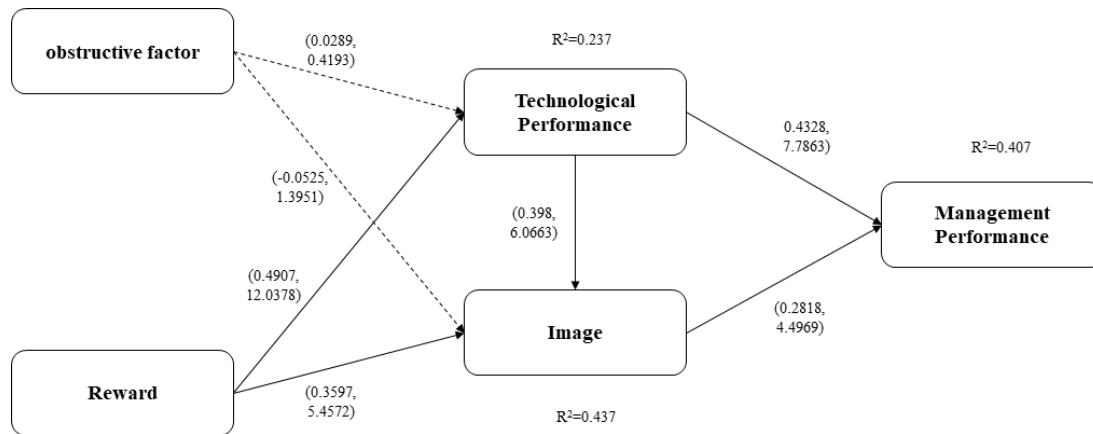 obstructive factor
(0.0289,
0.4193)
R²=0.237
Technological
Performance
0.4328,
7.7863)
R²=0.407
(-0.0525,
1.3951)
(0.398,
6.0663)
Management
Performance
(0.4907,
12.0378)
Image
(0.2818,
4.4969)
Reward
(0.3597,
5.4572)
R²=0.437